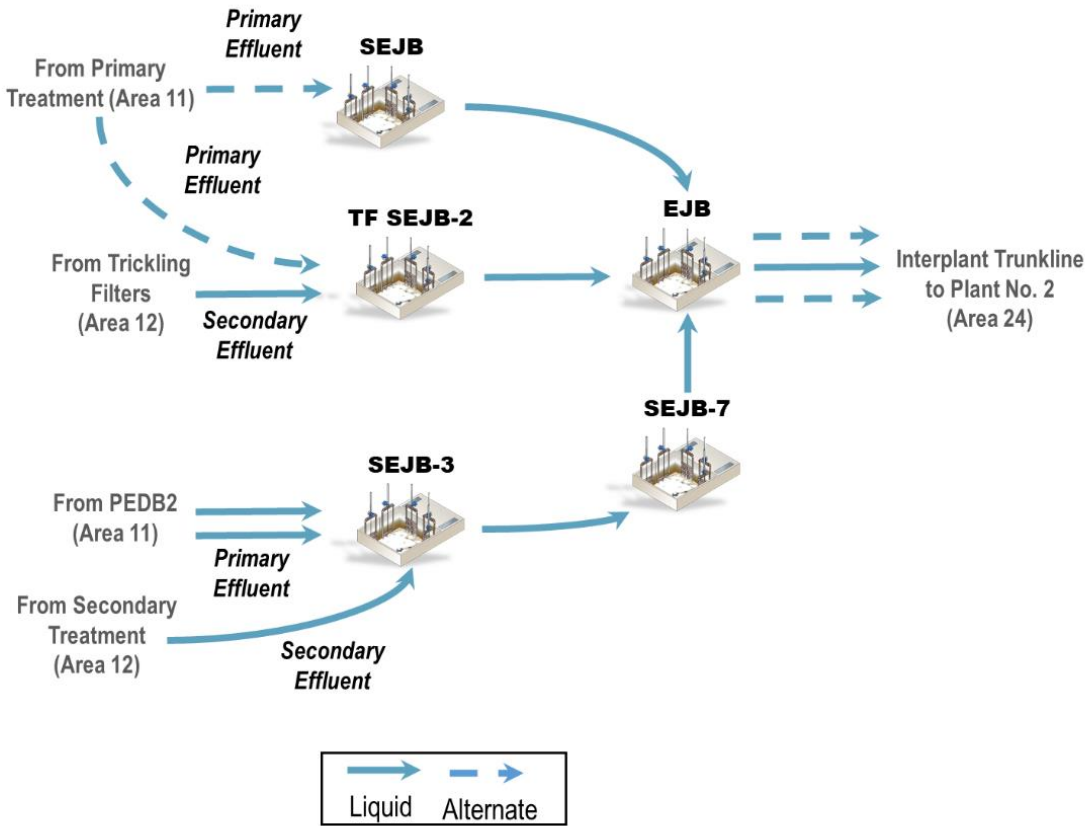 Primary
Effluent
SEJB
From Primary
Treatment (Area 11)
Primary
Effluent
TF SEJB-2
EJB
From Trickling
Filters
(Area 12)
Secondary
Effluent
Interplant Trunkline
to Plant No. 2
(Area 24)
SEJB-7
SEJB-3
From PEDB2
(Area 11)
Primary
Effluent
From Secondary
Treatment
(Area 12)
Secondary
Effluent
Liquid
Alternate